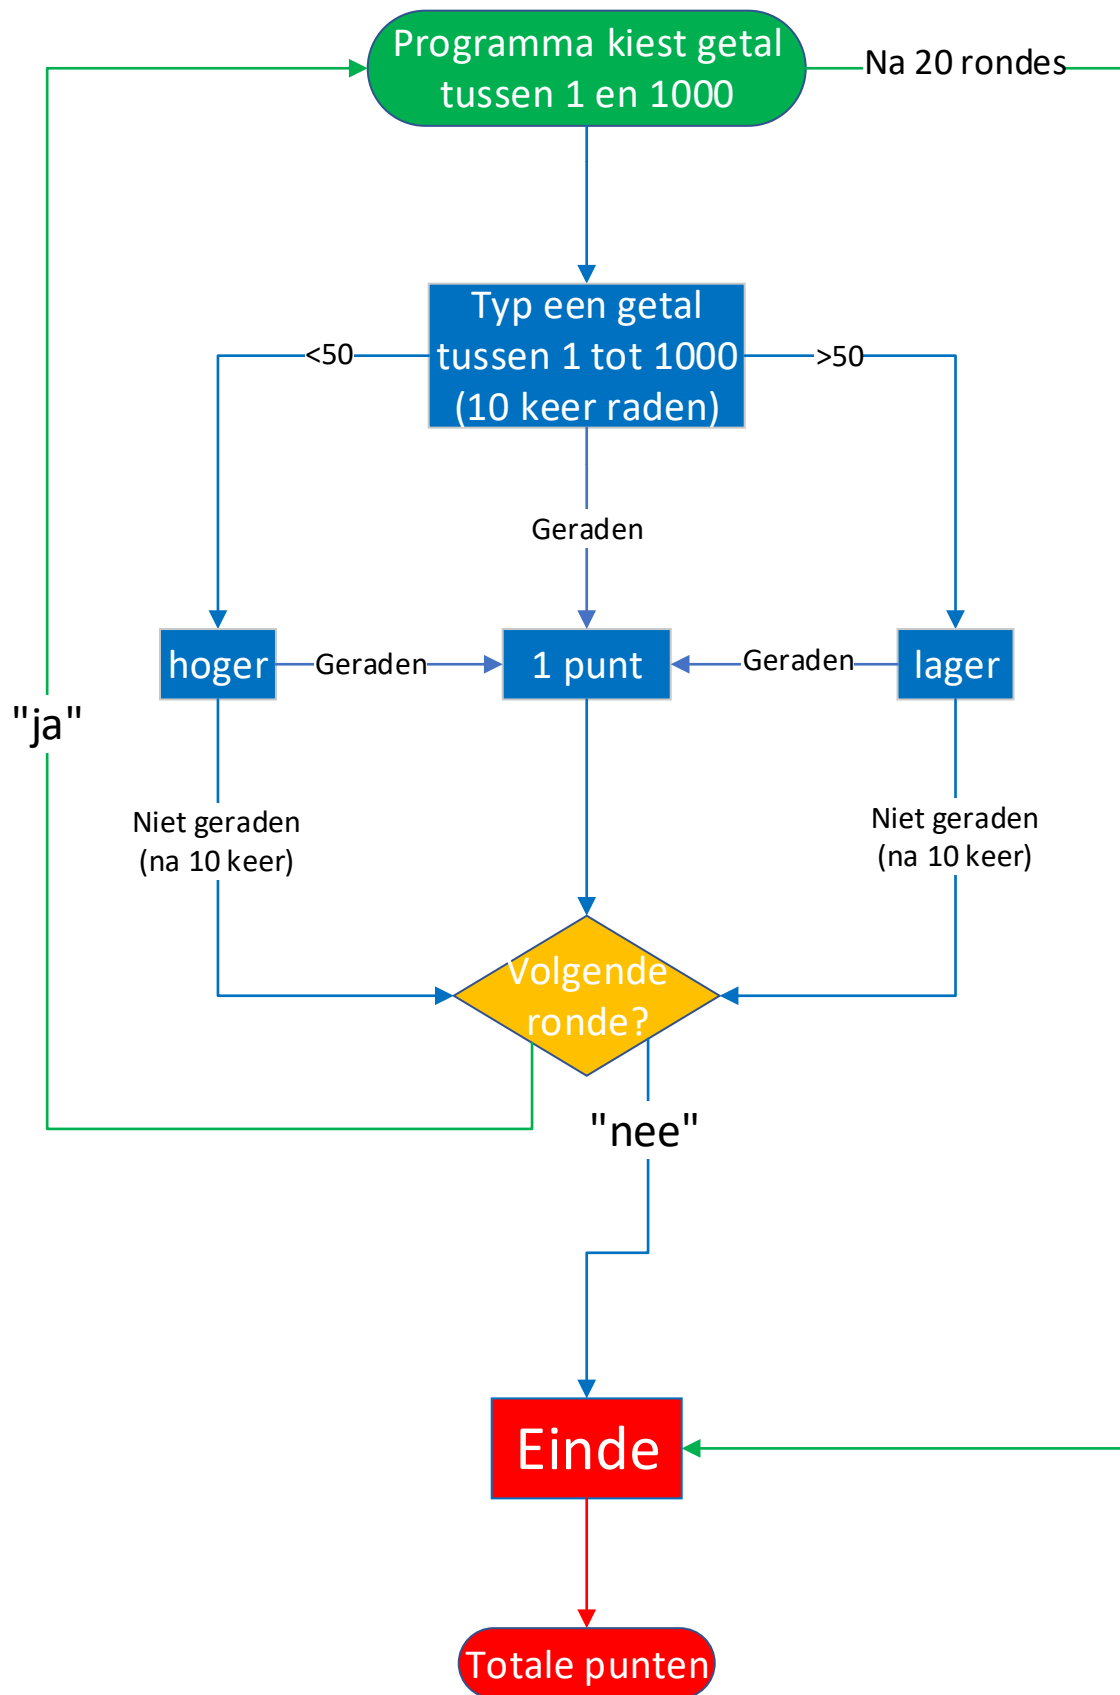 Programma kiest getal
tussen 1 en 1000
Na 20 rondes
Typ een getal
tussen 1 tot 1000
(10 keer raden)
<50
>50
Geraden
hoger
Geraden
1 punt
Geraden
lager
"ja"
Niet geraden
(na 10 keer)
Niet geraden
(na 10 keer)
Volgende
ronde?
"nee"
Einde
Totale punten